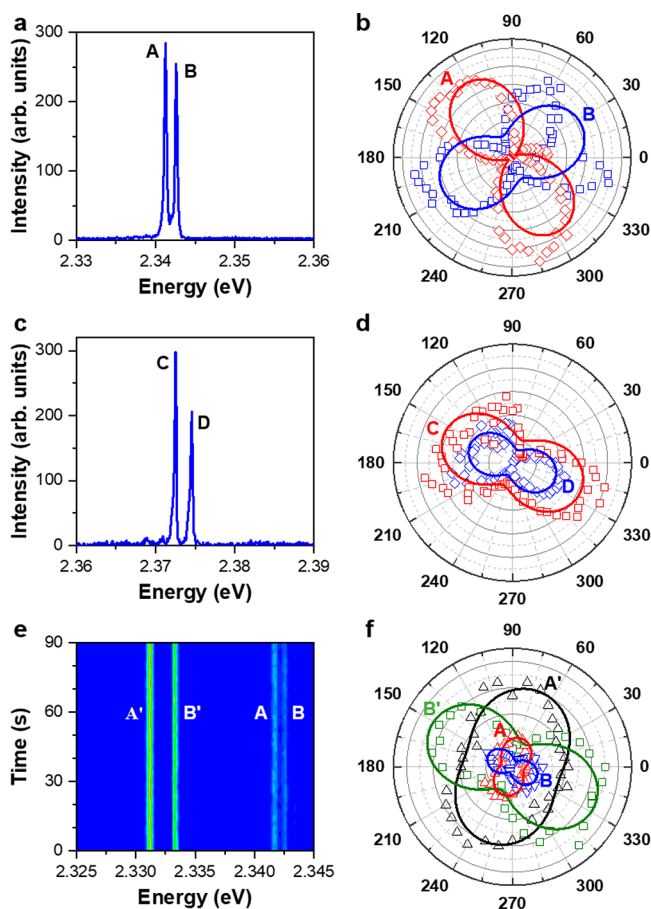 a
Intensity (arb. units)
300
200
100
0
A
B
2.33
2.34
2.35
2.36
Energy (eV)
b
90
120
60
150
30
A
B
180
0
210
330
240
300
270
c
Intensity (arb. units)
300
200
100
0
C
D
2.36
2.37
2.38
2.39
Energy (eV)
d
90
120
60
150
30
C
180
0
D
210
330
240
300
270
e
Time (s)
90
60
30
0
A'
B'
A
B
2.325
2.330
2.335
2.340
2.345
Energy (eV)
f
90
120
60
150
30
A'
B'
A
180
0
B
210
330
240
300
270